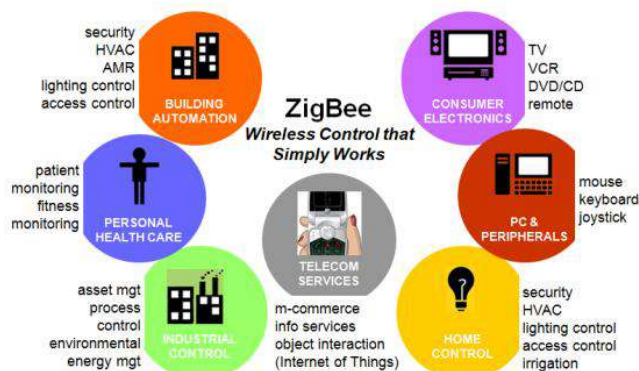 security
HVAC
AMR
lighting control
access control
BUILDING
AUTOMATION
ZigBee
Wireless Control that
Simply Works
CONSUMER
ELECTRONICS
TV
VCR
DVD/CD
remote
patient
monitoring
fitness
monitoring
PERSONAL
HEALTH CARE
TELECOM
SERVICES
m-commerce
info services
object interaction
(Internet of Things)
PC &
PERIPHERALS
mouse
keyboard
joystick
asset mgt
process
control
environmental
energy mgt
INDUSTRIAL
CONTROL
?
HOME
CONTROL
security
HVAC
lighting control
access control
irrigation